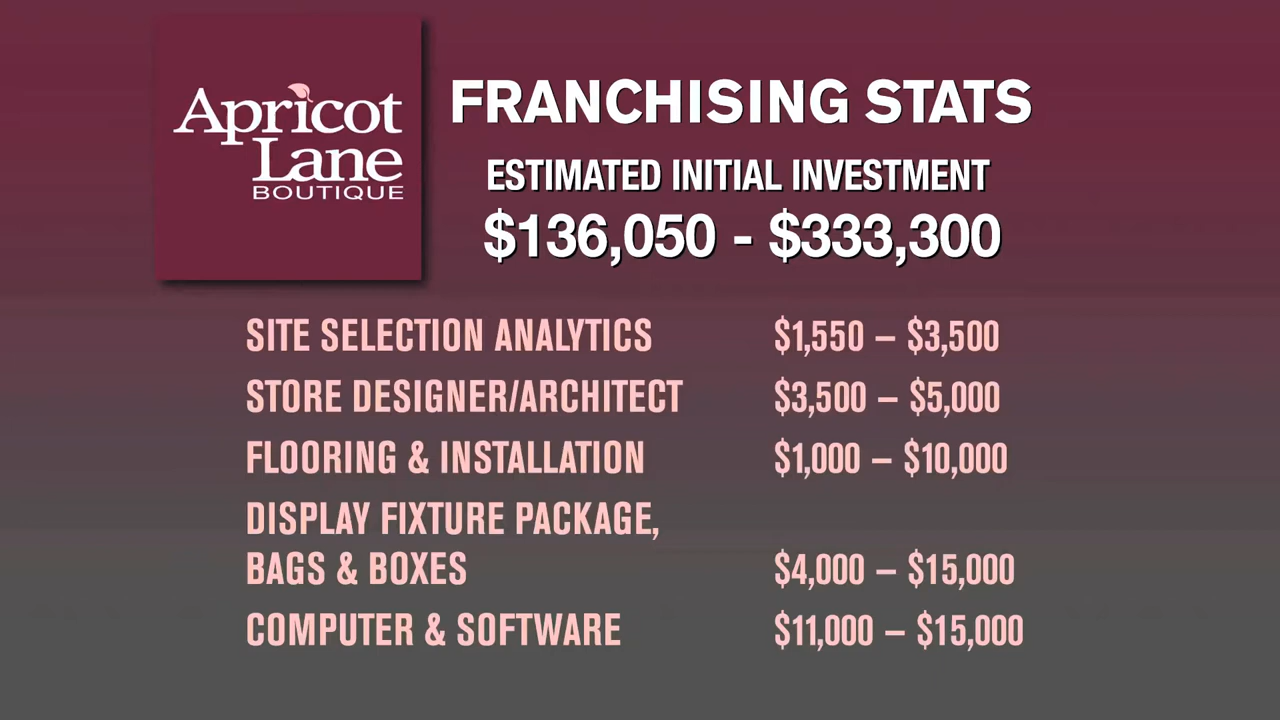 Apricot
Lane
BOUTIQUE
FRANCHISING STATS
ESTIMATED INITIAL INVESTMENT
$136,050 - $333,300
SITE SELECTION ANALYTICS $1,550 – $3,500
STORE DESIGNER/ARCHITECT $3,500 – $5,000
FLOORING & INSTALLATION $1,000 – $10,000
DISPLAY FIXTURE PACKAGE,
BAGS & BOXES $4,000 – $15,000
COMPUTER & SOFTWARE $11,000 – $15,000